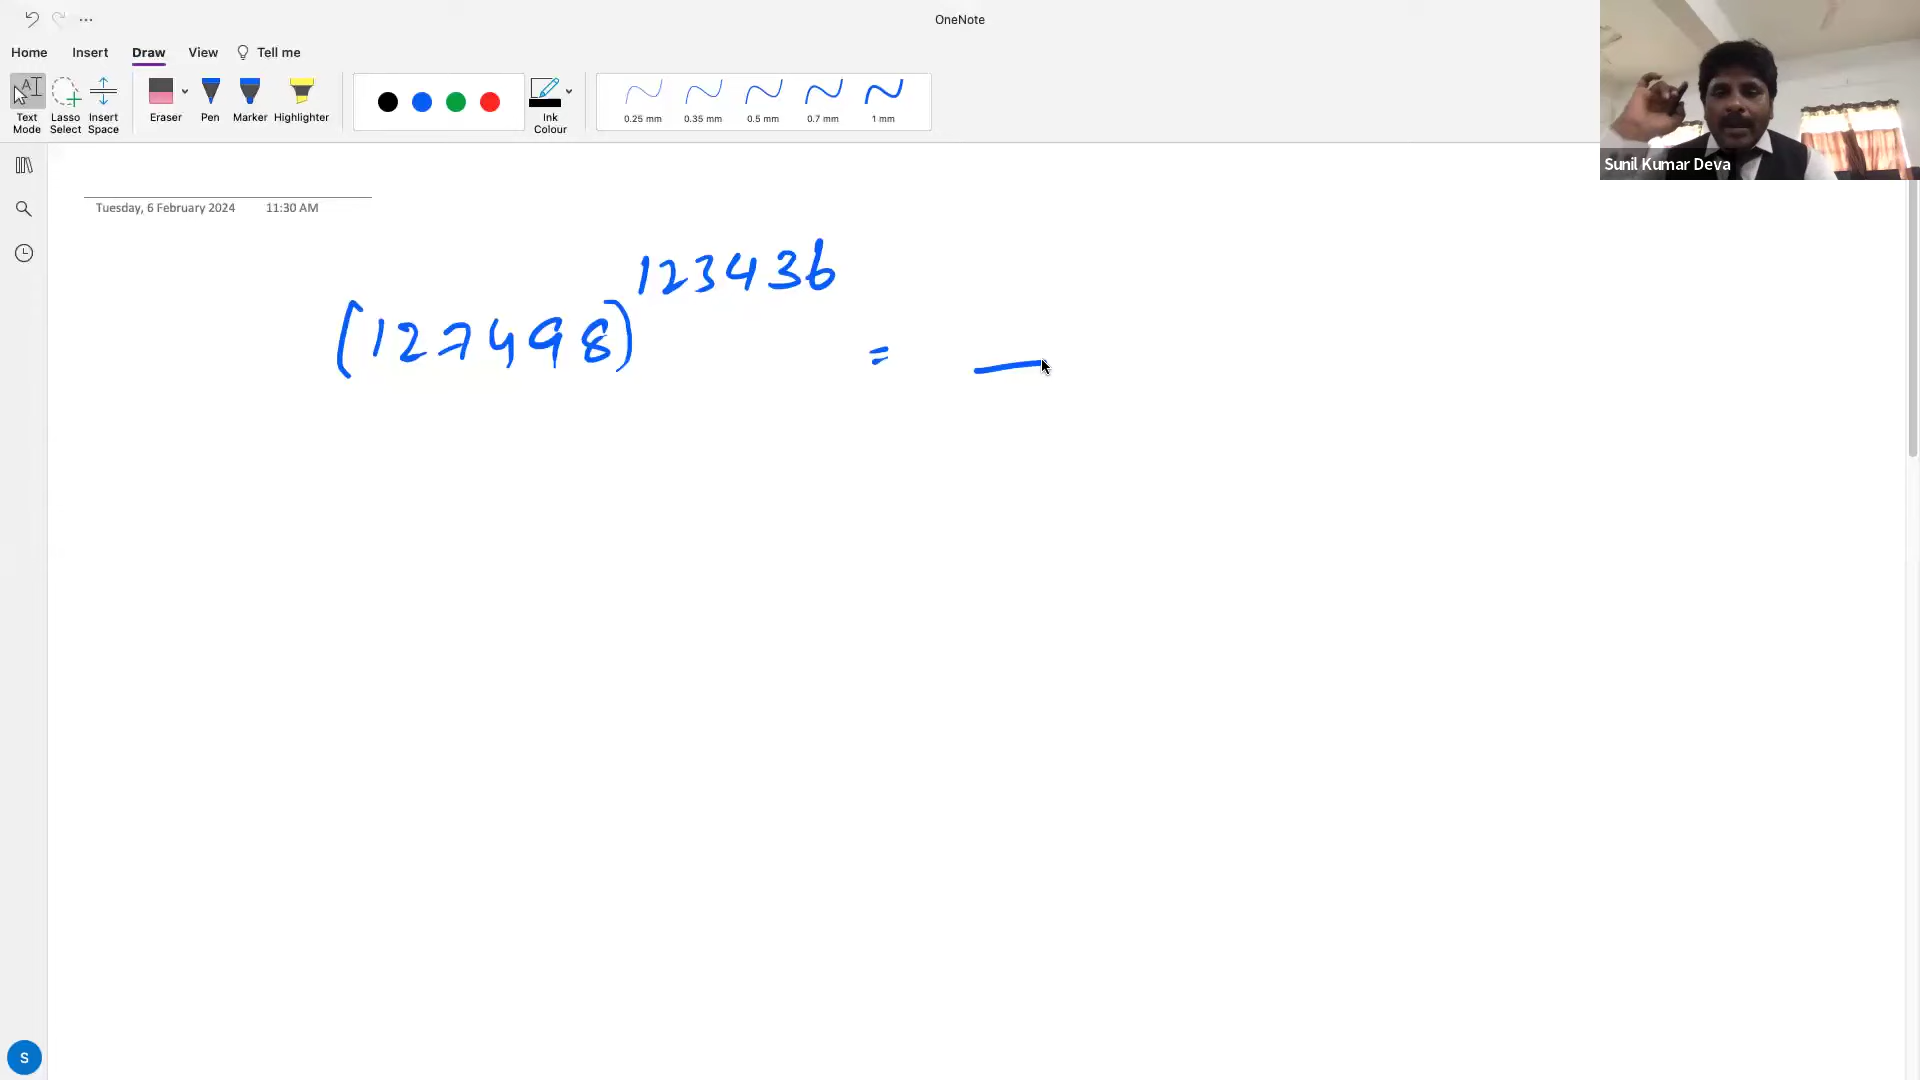 OneNote
Home Insert Draw View Tell me
Text Mode
Lasso Select
Insert Space
Eraser
Pen
Marker
Highlighter
Ink Colour
0.25 mm
0.35 mm
0.5 mm
0.7 mm
1 mm
Sunil Kumar Deva
Tuesday, 6 February 2024 11:30 AM
(127498)^123436 = __
S